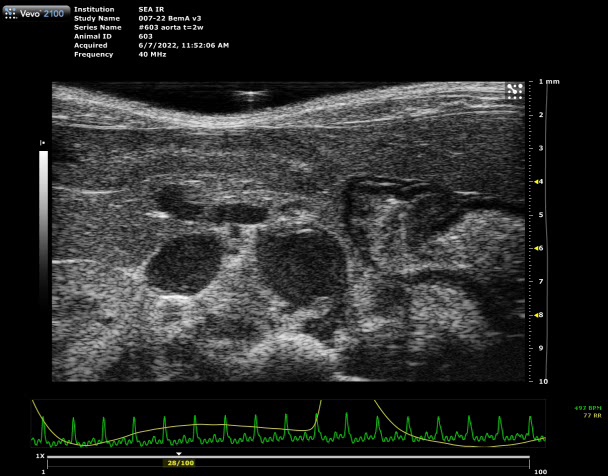 Vevo 2100
Institution SEA IR
Study Name 007-22 BemA v3
Series Name #603 aorta t=2w
Animal ID 603
Acquired 6/7/2022, 11:52:06 AM
Frequency 40 MHz
1 mm
2
3
4
5
6
7
8
9
10
492 BPM
77 RR
1X
28/100
1
100